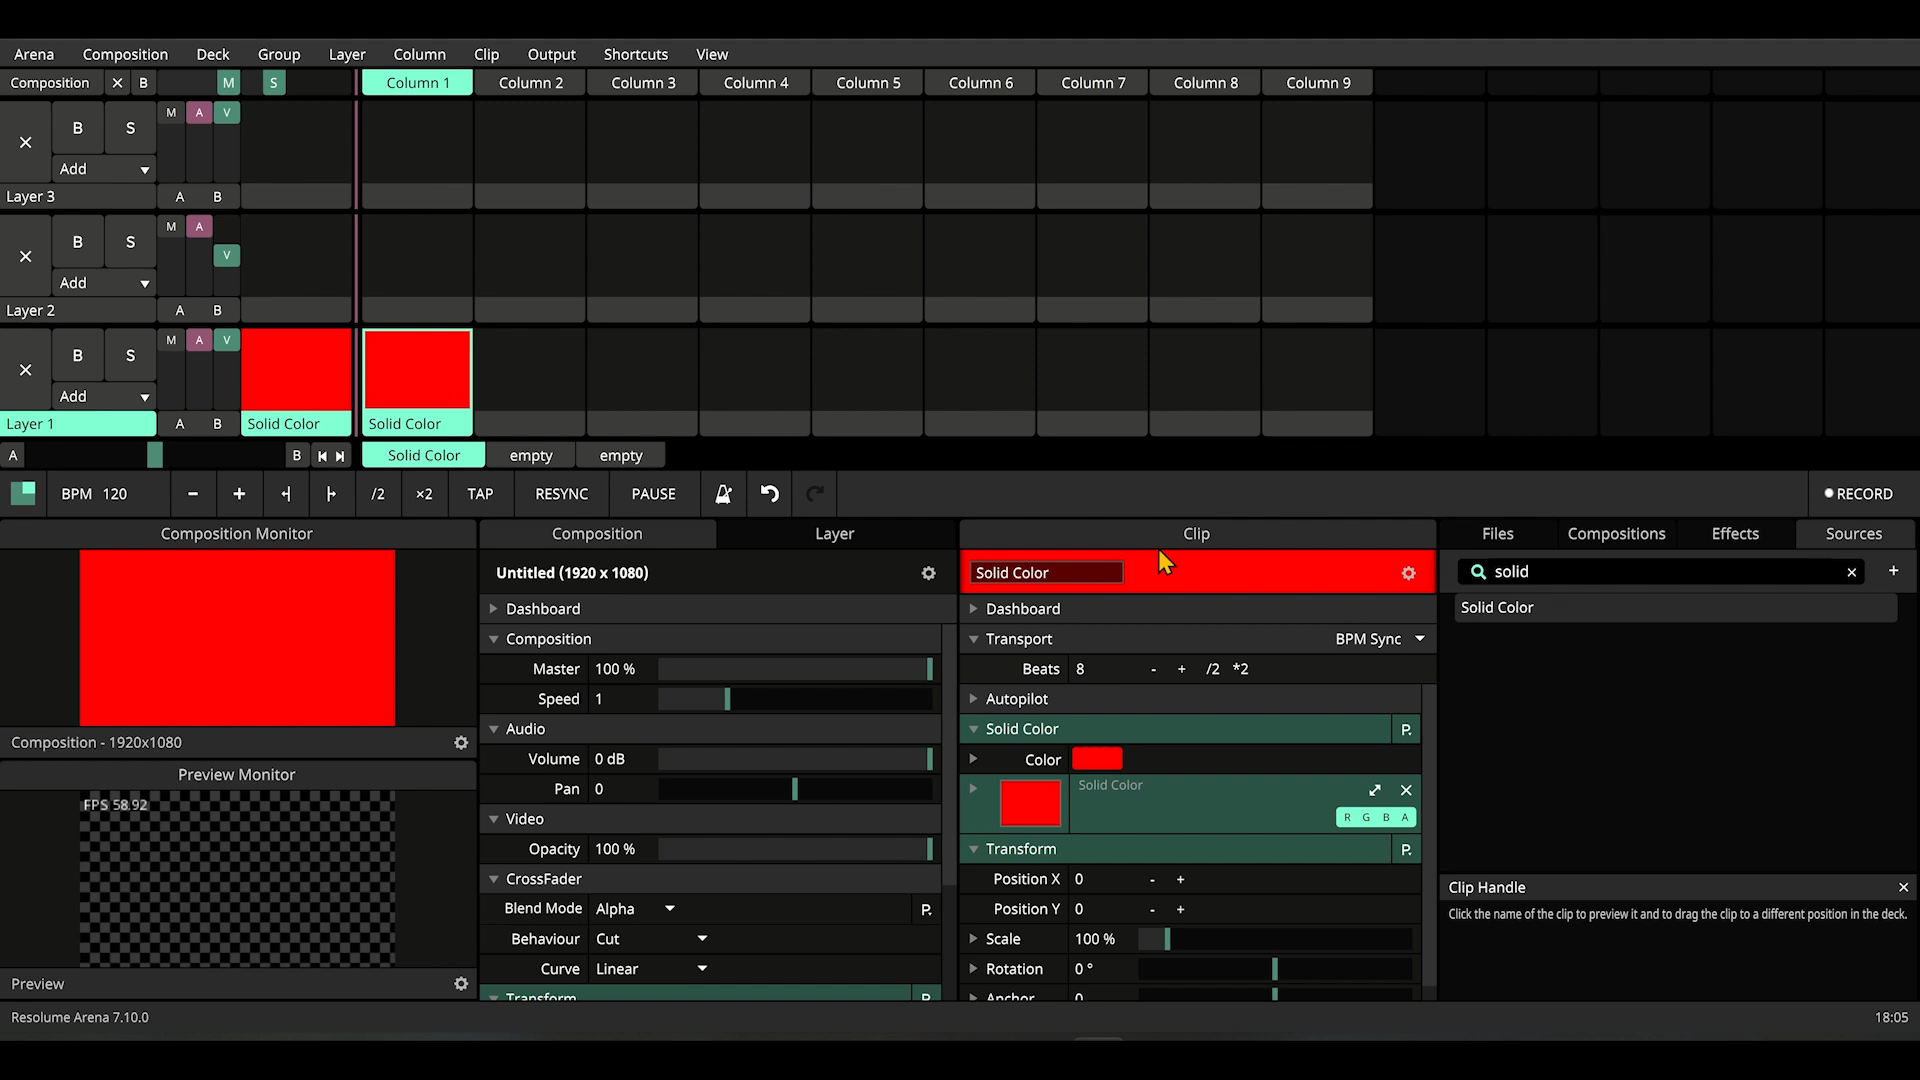 Arena Composition Deck Group Layer Column Clip Output Shortcuts View
Composition B M S Column 1 Column 2 Column 3 Column 4 Column 5 Column 6 Column 7 Column 8 Column 9
M A V
B S
Add
Layer 3 A B
M A
B S
V
Add
Layer 2 A B
M A V
B S
Add
Layer 1 A B Solid Color Solid Color
A B Solid Color empty empty
BPM 120 - + /2 ×2 TAP RESYNC PAUSE RECORD
Composition Monitor
Composition - 1920x1080
Preview Monitor
FPS 58.92
Preview
Composition Layer
Untitled (1920 x 1080)
Dashboard
Composition
Master 100 %
Speed 1
Audio
Volume 0 dB
Pan 0
Video
Opacity 100 %
CrossFader
Blend Mode Alpha P.
Behaviour Cut
Curve Linear
Transform P.
Clip
Solid Color
Dashboard
Transport BPM Sync
Beats 8 - + /2 *2
Autopilot
Solid Color P.
Color
Solid Color
R G B A
Transform P.
Position X 0 - +
Position Y 0 - +
Scale 100 %
Rotation 0 °
Anchor 0
Files Compositions Effects Sources
solid +
Solid Color
Clip Handle
Click the name of the clip to preview it and to drag the clip to a different position in the deck.
Resolume Arena 7.10.0 18:05